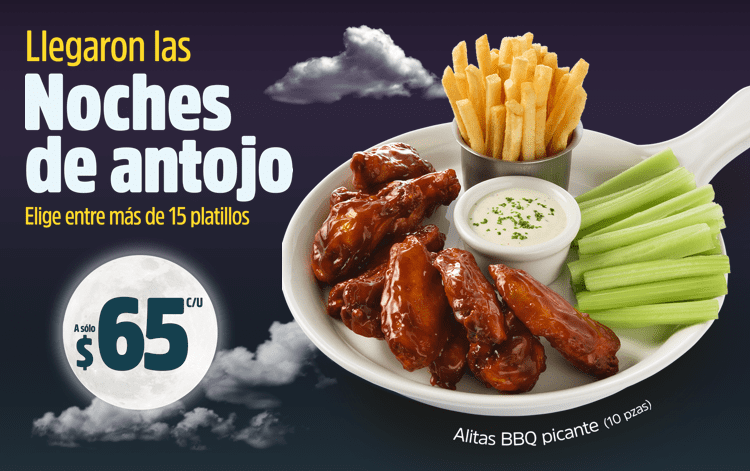 Llegaron las
Noches
de antojo
Elige entre más de 15 platillos
A sólo
$65 C/U
Alitas BBQ picante (10 pzas)